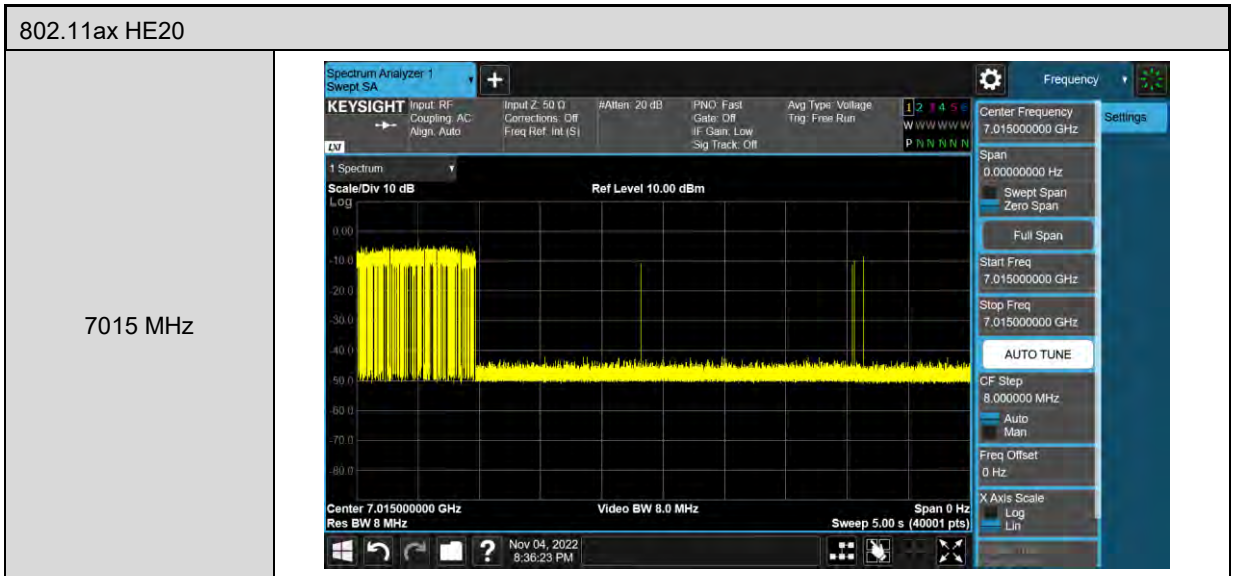 802.11ax HE20
7015 MHz
Spectrum Analyzer 1
Swept SA
Frequency
KEYSIGHT
Input: RF
Coupling: AC
Align: Auto
Input Z: 50 Ω
Corrections: Off
Freq Ref: Int (S)
#Atten: 20 dB
PNO: Fast
Gate: Off
IF Gain: Low
Sig Track: Off
Avg Type: Voltage
Trig: Free Run
1 2 3 4 5 6
W W W W W W
P N N N N N
LXI
1 Spectrum
Scale/Div 10 dB
Ref Level 10.00 dBm
Log
0.00
-10.0
-20.0
-30.0
-40.0
-50.0
-60.0
-70.0
-80.0
Center 7.015000000 GHz
Video BW 8.0 MHz
Span 0 Hz
Res BW 8 MHz
Sweep 5.00 s (40001 pts)
Nov 04, 2022
8:36:23 PM
Center Frequency
7.015000000 GHz
Settings
Span
0.00000000 Hz
Swept Span
Zero Span
Full Span
Start Freq
7.015000000 GHz
Stop Freq
7.015000000 GHz
AUTO TUNE
CF Step
8.000000 MHz
Auto
Man
Freq Offset
0 Hz
X Axis Scale
Log
Lin